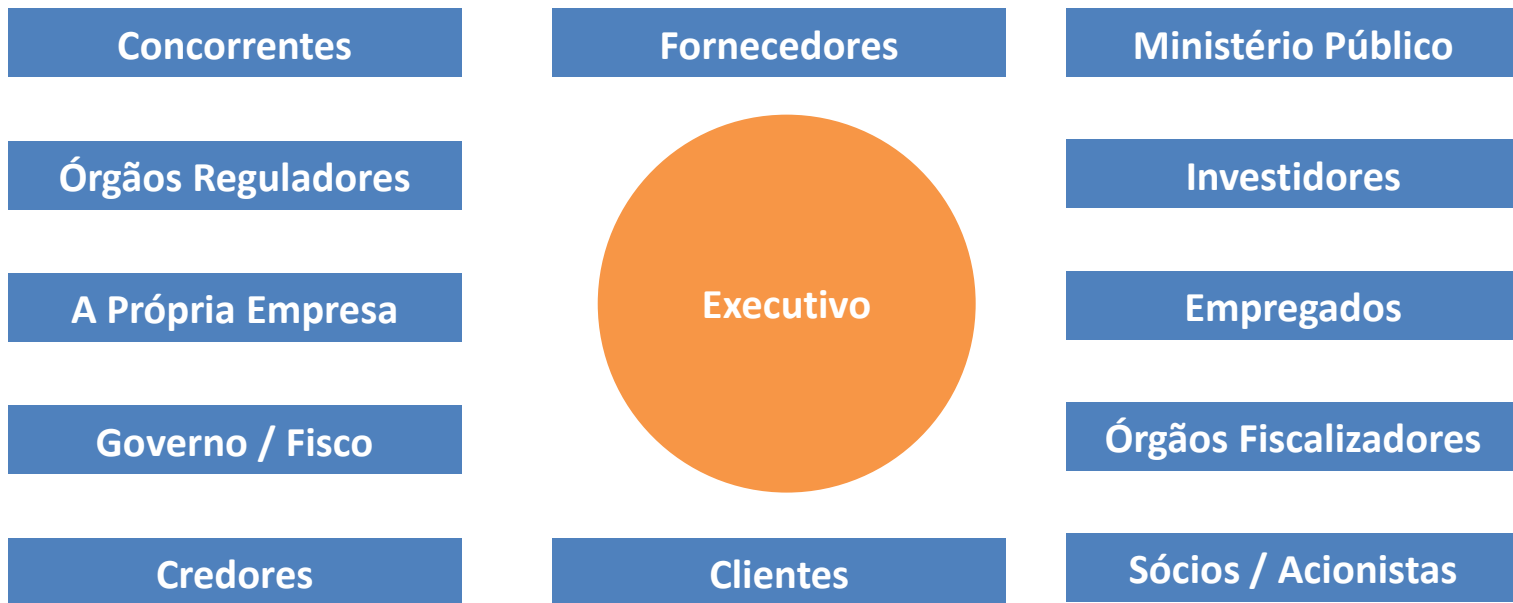 Concorrentes
Fornecedores
Ministério Público
Órgãos Reguladores
Investidores
A Própria Empresa
Executivo
Empregados
Governo / Fisco
Órgãos Fiscalizadores
Credores
Clientes
Sócios / Acionistas